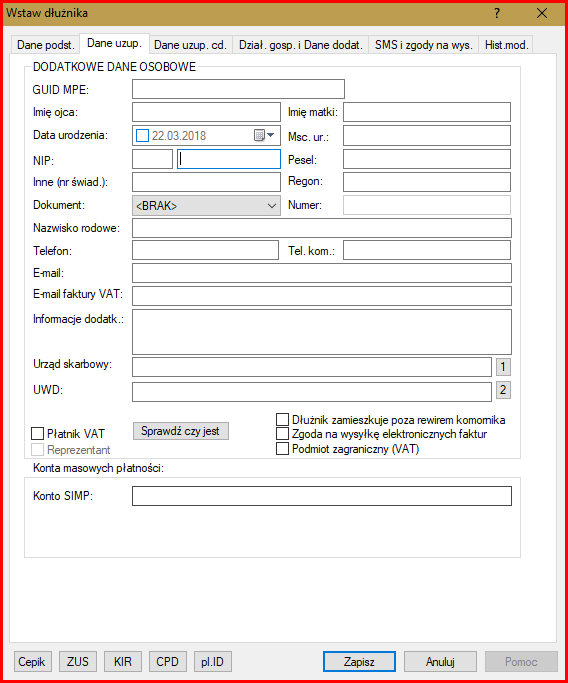 Wstaw dłużnika ?
Dane podst. Dane uzup. Dane uzup. cd. Dział. gosp. i Dane dodat. SMS i zgody na wys. Hist.mod.
DODATKOWE DANE OSOBOWE
GUID MPE:
Imię ojca: Imię matki:
Data urodzenia: 22.03.2018 Msc. ur.:
NIP: Pesel:
Inne (nr świad.): Regon:
Dokument: <BRAK> Numer:
Nazwisko rodowe:
Telefon: Tel. kom.:
E-mail:
E-mail faktury VAT:
Informacje dodatk.:
Urząd skarbowy: 1
UWD: 2
Dłużnik zamieszkuje poza rewirem komornika
Płatnik VAT Sprawdź czy jest Zgoda na wysyłkę elektronicznych faktur
Reprezentant Podmiot zagraniczny (VAT)
Konta masowych płatności:
Konto SIMP:
Cepik ZUS KIR CPD pl.ID Zapisz Anuluj Pomoc